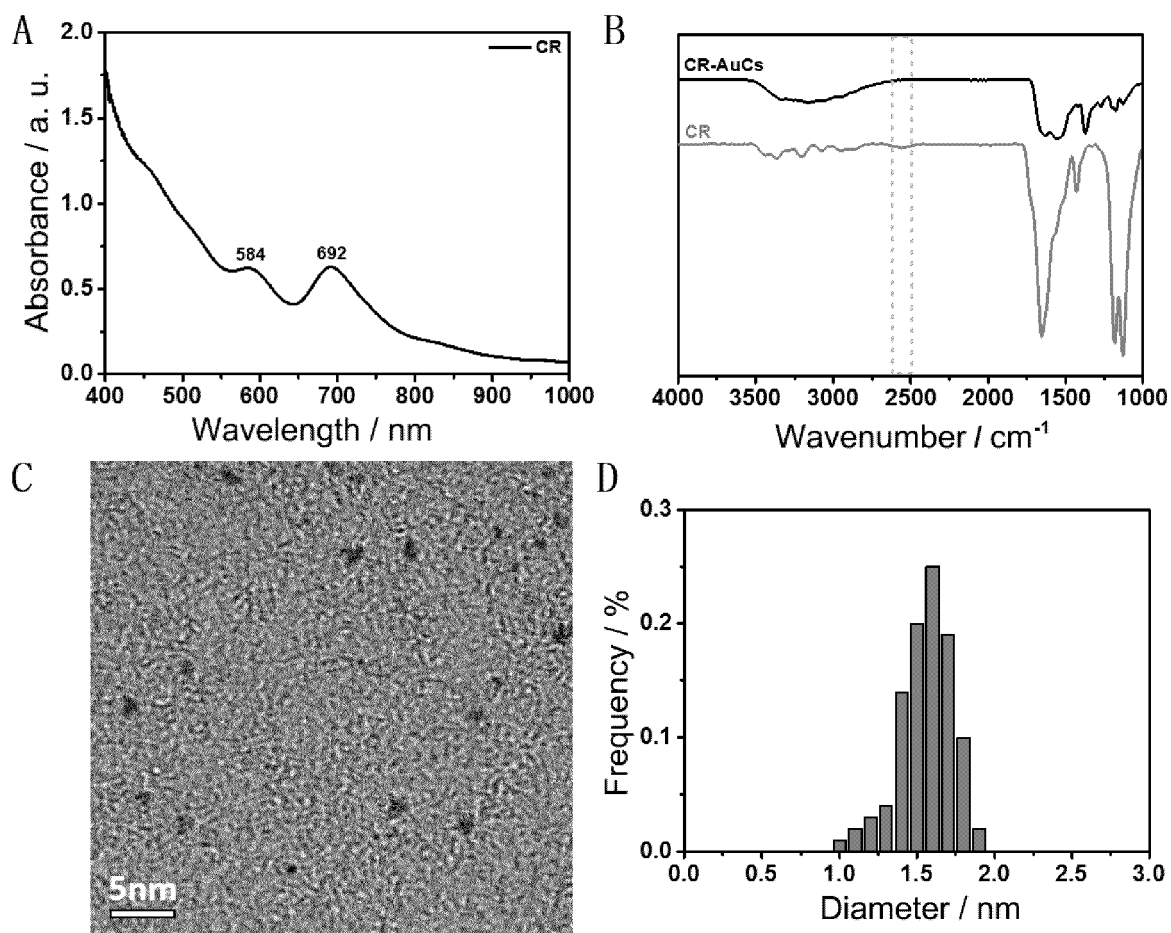 A
2.0
1.5
1.0
0.5
0.0
Absorbance / a. u.
CR
584
692
400 500 600 700 800 900 1000
Wavelength / nm
B
CR-AuCs
CR
4000 3500 3000 2500 2000 1500 1000
Wavenumber / cm⁻¹
C
5nm
D
0.3
0.2
0.1
0.0
Frequency / %
0.0 0.5 1.0 1.5 2.0 2.5 3.0
Diameter / nm